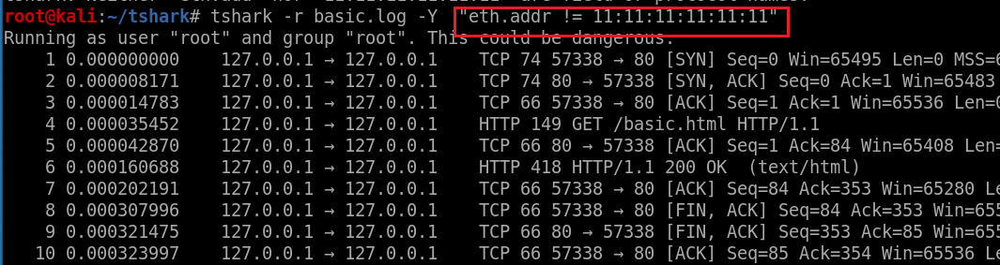 root@kali:~/tshark# tshark -r basic.log -Y "eth.addr != 11:11:11:11:11:11"
Running as user "root" and group "root". This could be dangerous.
1 0.000000000 127.0.0.1 → 127.0.0.1 TCP 74 57338 → 80 [SYN] Seq=0 Win=65495 Len=0 MSS=6
2 0.000008171 127.0.0.1 → 127.0.0.1 TCP 74 80 → 57338 [SYN, ACK] Seq=0 Ack=1 Win=65483
3 0.000014783 127.0.0.1 → 127.0.0.1 TCP 66 57338 → 80 [ACK] Seq=1 Ack=1 Win=65536 Len=0
4 0.000035452 127.0.0.1 → 127.0.0.1 HTTP 149 GET /basic.html HTTP/1.1
5 0.000042870 127.0.0.1 → 127.0.0.1 TCP 66 80 → 57338 [ACK] Seq=1 Ack=84 Win=65408 Len=
6 0.000160688 127.0.0.1 → 127.0.0.1 HTTP 418 HTTP/1.1 200 OK (text/html)
7 0.000202191 127.0.0.1 → 127.0.0.1 TCP 66 57338 → 80 [ACK] Seq=84 Ack=353 Win=65280 Le
8 0.000307996 127.0.0.1 → 127.0.0.1 TCP 66 57338 → 80 [FIN, ACK] Seq=84 Ack=353 Win=655
9 0.000321475 127.0.0.1 → 127.0.0.1 TCP 66 80 → 57338 [FIN, ACK] Seq=353 Ack=85 Win=655
10 0.000323997 127.0.0.1 → 127.0.0.1 TCP 66 57338 → 80 [ACK] Seq=85 Ack=354 Win=65536 Le